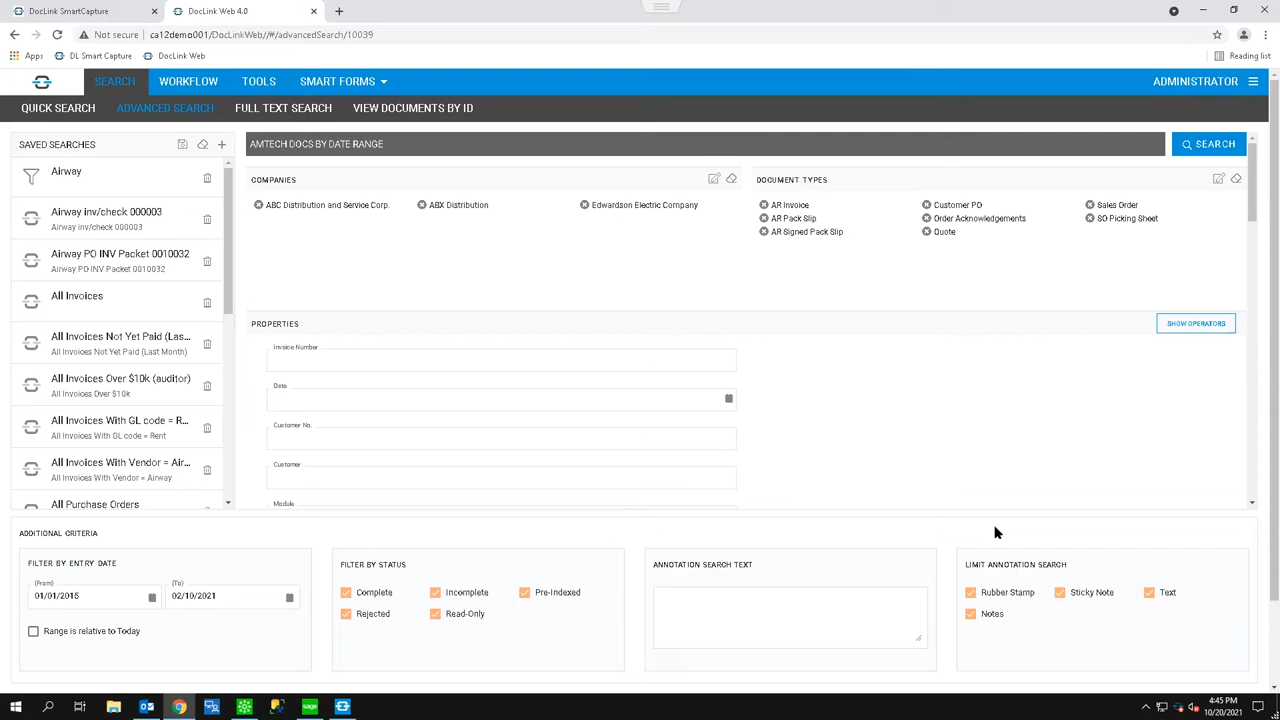 DocLink SmartCapture
DocLink Web 4.0
Not secure | ca12demo001/DocLinkWeb//#/advancedSearch/10039
Apps DL Smart Capture DocLink Web Reading list
SEARCH WORKFLOW TOOLS SMART FORMS ADMINISTRATOR
QUICK SEARCH ADVANCED SEARCH FULL TEXT SEARCH VIEW DOCUMENTS BY ID
SAVED SEARCHES
Airway
Airway inv/check 000003
Airway inv/check 000003
Airway PO INV Packet 0010032
Airway PO INV Packet 0010032
All Invoices
All Invoices Not Yet Paid (Las...
All Invoices Not Yet Paid (Last Month)
All Invoices Over $10k (auditor)
All Invoices Over $10k
All Invoices With GL code = R...
All Invoices With GL code = Rent
All Invoices With Vendor = Air...
All Invoices With Vendor = Airway
All Purchase Orders
AMTECH DOCS BY DATE RANGE
SEARCH
COMPANIES
ABC Distribution and Service Corp. ABX Distribution Edwardson Electric Company
DOCUMENT TYPES
AR Invoice Customer PO Sales Order
AR Pack Slip Order Acknowledgements SO Picking Sheet
AR Signed Pack Slip Quote
PROPERTIES
SHOW OPERATORS
Invoice Number
Date
Customer No.
Customer
Module
ADDITIONAL CRITERIA
FILTER BY ENTRY DATE
(From) (To)
01/01/2015 02/10/2021
Range is relative to Today
FILTER BY STATUS
Complete Incomplete Pre-Indexed
Rejected Read-Only
ANNOTATION SEARCH TEXT
LIMIT ANNOTATION SEARCH
Rubber Stamp Sticky Note Text
Notes
sage
4:45 PM
10/20/2021